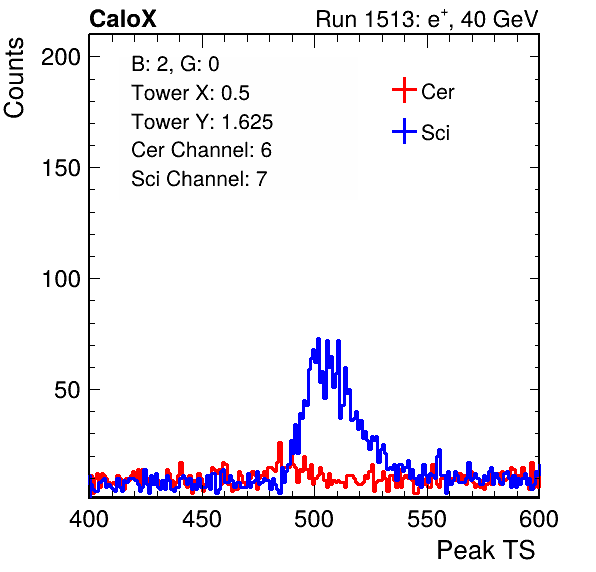 CaloX Run 1513: e⁺, 40 GeV
Counts
200
150
100
50
B: 2, G: 0
Tower X: 0.5
Tower Y: 1.625
Cer Channel: 6
Sci Channel: 7
Cer
Sci
400 450 500 550 600
Peak TS